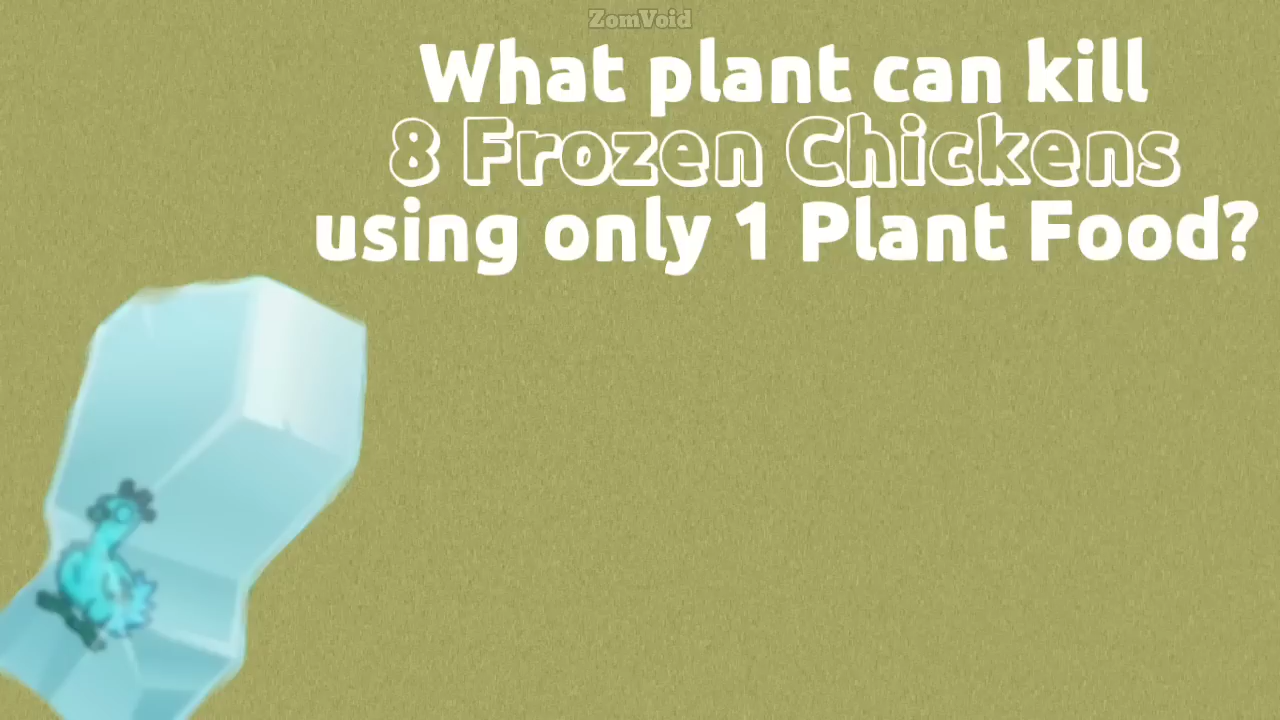 ZomVoid
What plant can kill
8 Frozen Chickens
using only 1 Plant Food?